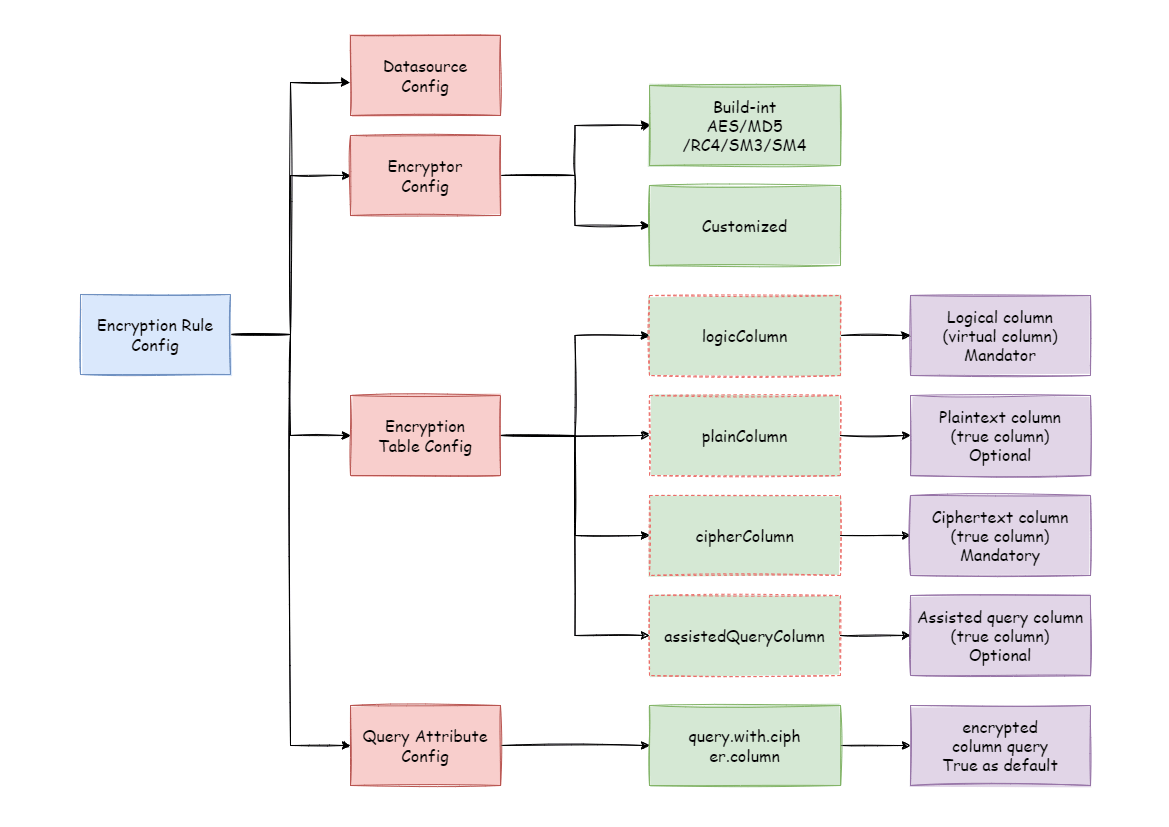 Datasource
Config
Build-int
AES/MD5
/RC4/SM3/SM4
Encryptor
Config
Customized
Encryption Rule
Config
logicColumn
Logical column
(virtual column)
Mandator
Encryption
Table Config
plainColumn
Plaintext column
(true column)
Optional
cipherColumn
Ciphertext column
(true column)
Mandatory
assistedQueryColumn
Assisted query column
(true column)
Optional
Query Attribute
Config
query.with.ciph
er.column
encrypted
column query
True as default